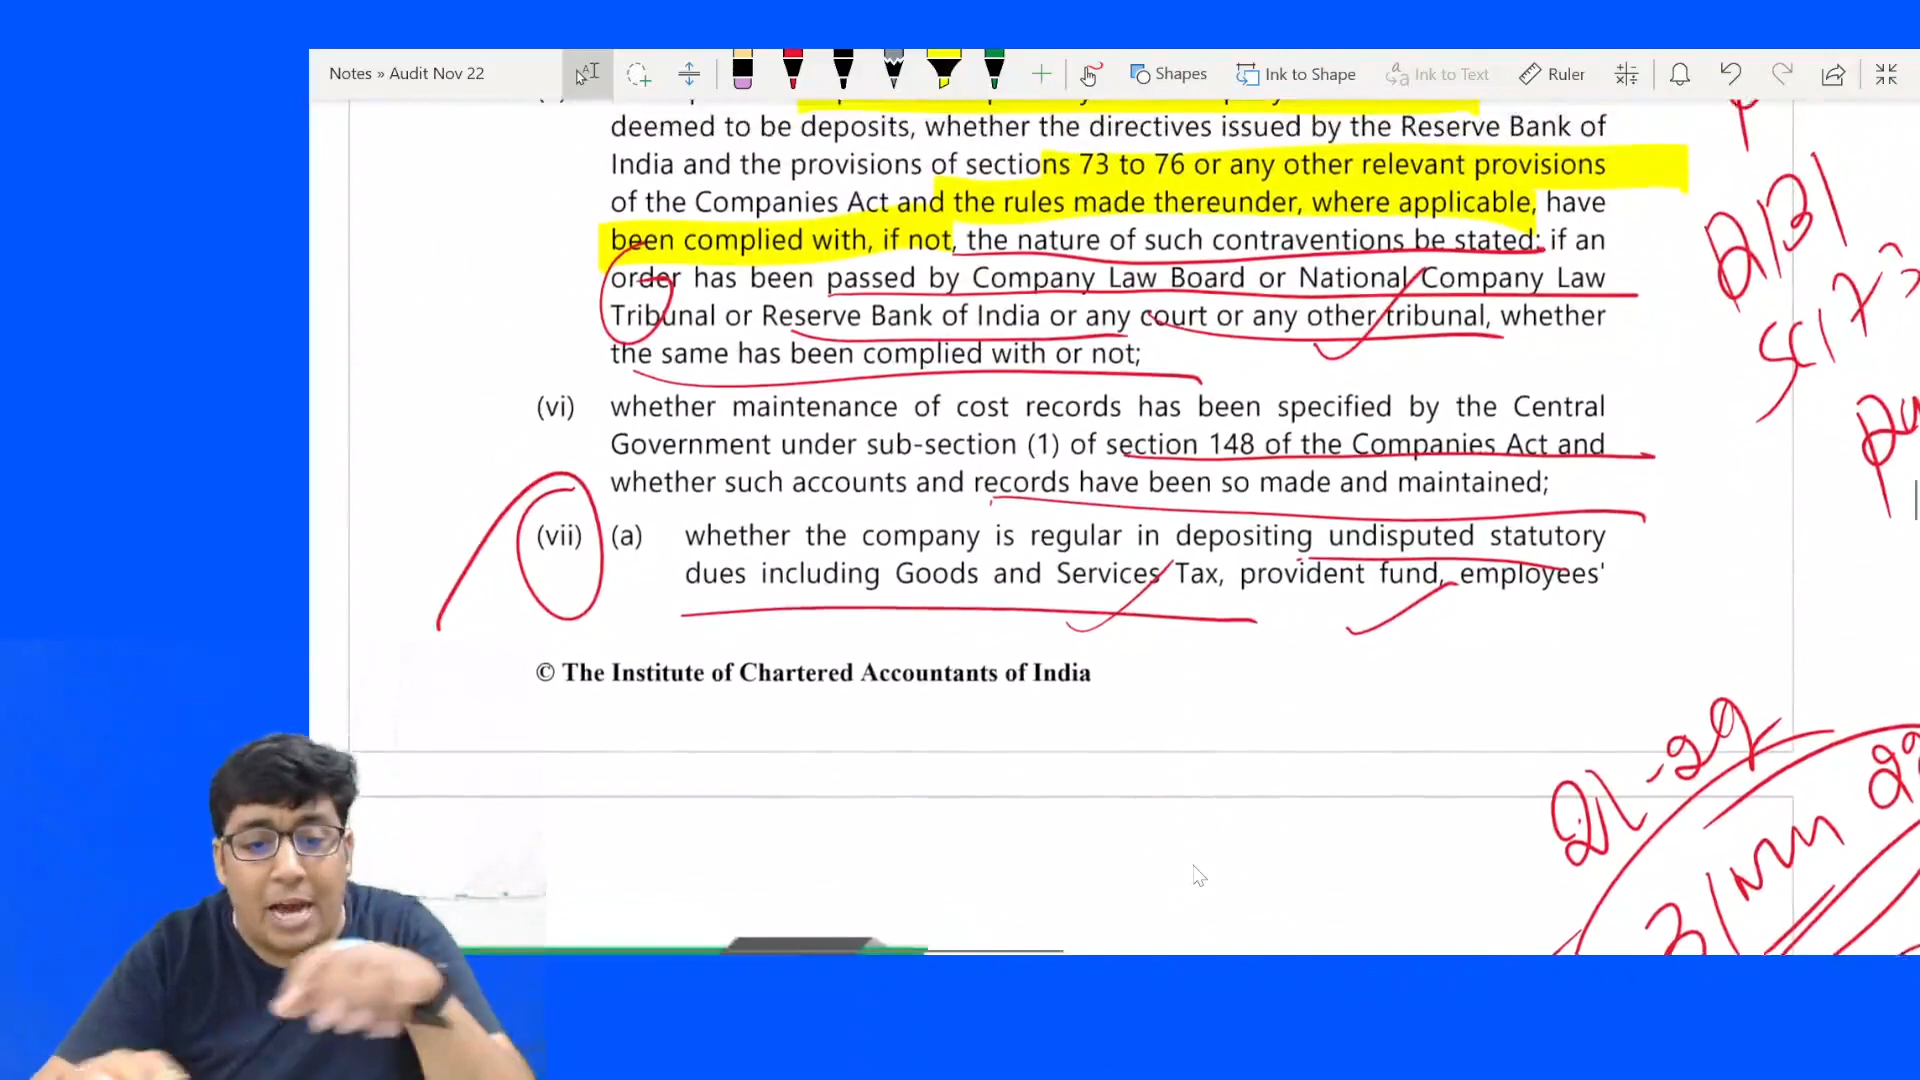 Notes » Audit Nov 22
Shapes
Ink to Shape
Ink to Text
Ruler
deemed to be deposits, whether the directives issued by the Reserve Bank of
India and the provisions of sections 73 to 76 or any other relevant provisions
of the Companies Act and the rules made thereunder, where applicable, have
been complied with, if not, the nature of such contraventions be stated; if an
order has been passed by Company Law Board or National Company Law
Tribunal or Reserve Bank of India or any court or any other tribunal, whether
the same has been complied with or not;
(vi) whether maintenance of cost records has been specified by the Central
Government under sub-section (1) of section 148 of the Companies Act and
whether such accounts and records have been so made and maintained;
(vii) (a) whether the company is regular in depositing undisputed statutory
dues including Goods and Services Tax, provident fund, employees'
© The Institute of Chartered Accountants of India
RBI
21-22
31